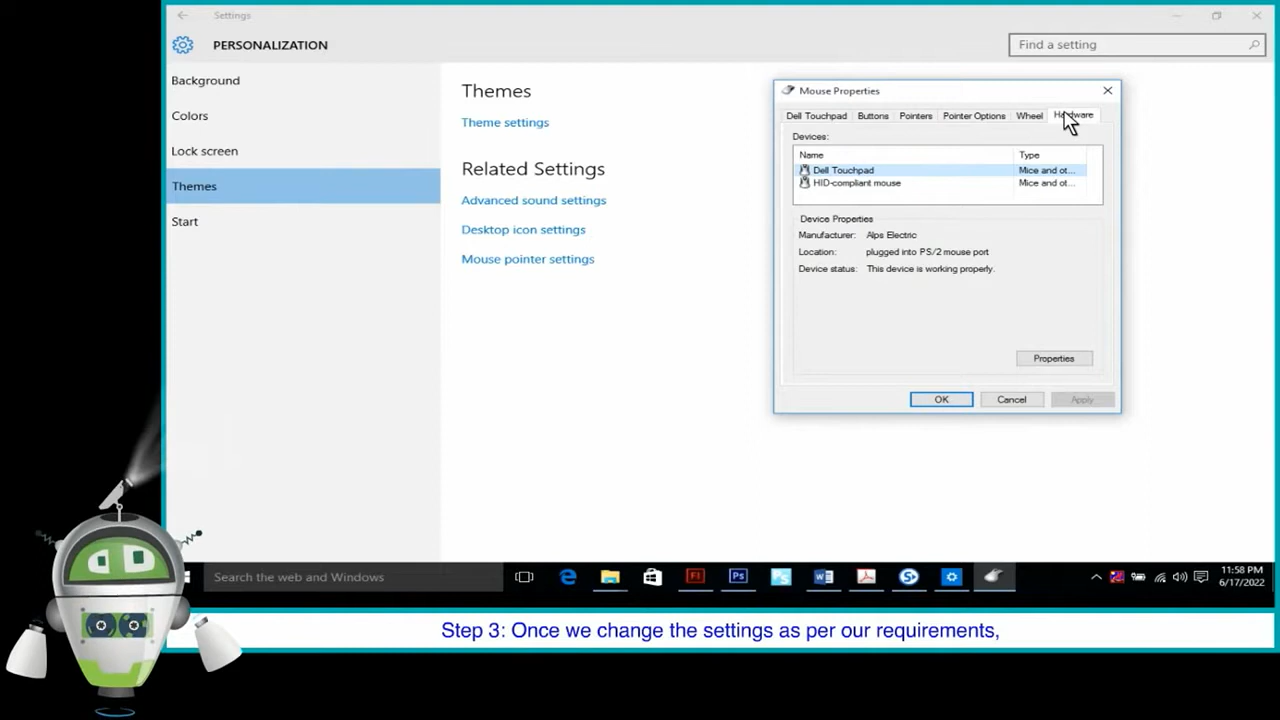 Settings
PERSONALIZATION
Find a setting
Background
Colors
Lock screen
Themes
Start
Themes
Theme settings
Related Settings
Advanced sound settings
Desktop icon settings
Mouse pointer settings
Mouse Properties
Dell Touchpad Buttons Pointers Pointer Options Wheel Hardware
Devices:
Name Type
Dell Touchpad Mice and ot...
HID-compliant mouse Mice and ot...
Device Properties
Manufacturer: Alps Electric
Location: plugged into PS/2 mouse port
Device status: This device is working properly.
Properties
OK Cancel Apply
Search the web and Windows
11:58 PM
6/17/2022
Step 3: Once we change the settings as per our requirements,